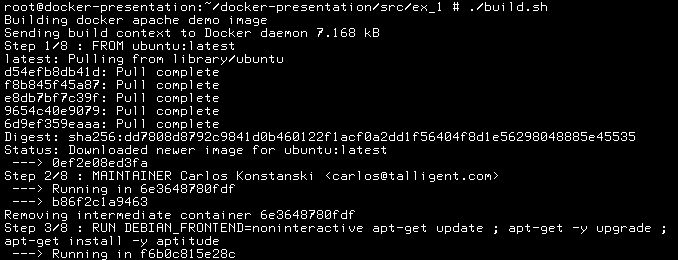 root@docker-presentation:~/docker-presentation/src/ex_1 # ./build.sh
Building docker apache demo image
Sending build context to Docker daemon 7.168 kB
Step 1/8 : FROM ubuntu:latest
latest: Pulling from library/ubuntu
d54efb8db41d: Pull complete
f8b845f45a87: Pull complete
e8db7bf7c39f: Pull complete
9654c40e9079: Pull complete
6d9ef359eaaa: Pull complete
Digest: sha256:dd7808d8792c9841d0b460122f1acf0a2dd1f56404f8d1e56298048885e45535
Status: Downloaded newer image for ubuntu:latest
 ---> 0ef2e08ed3fa
Step 2/8 : MAINTAINER Carlos Konstanski <carlos@talligent.com>
 ---> Running in 6e3648780fdf
 ---> b86f2c1a9463
Removing intermediate container 6e3648780fdf
Step 3/8 : RUN DEBIAN_FRONTEND=noninteractive apt-get update ; apt-get -y upgrade ;
apt-get install -y aptitude
 ---> Running in f6b0c815e28c